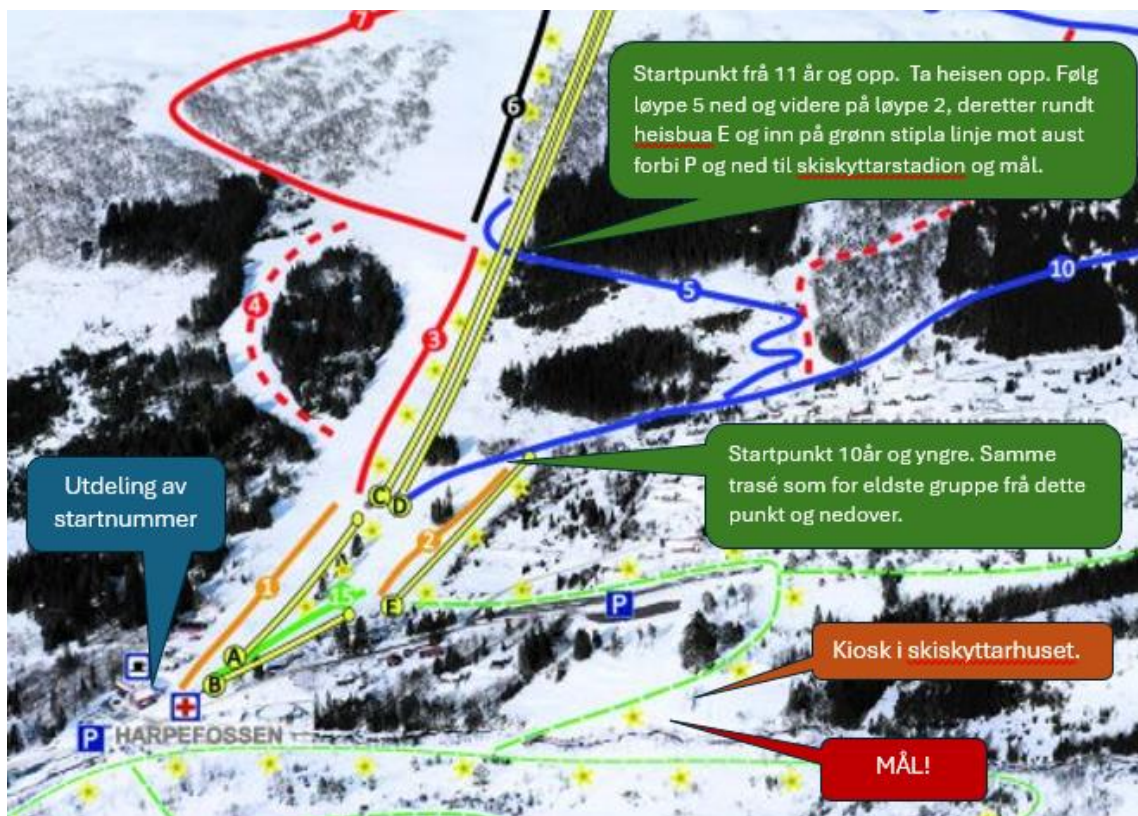 7
6
Startpunkt frå 11 år og opp.  Ta heisen opp. Følg
løype 5 ned og videre på løype 2, deretter rundt
heisbua E og inn på grønn stipla linje mot aust
forbi P og ned til skiskyttarstadion og mål.
10
5
4
3
Startpunkt 10år og yngre. Samme
trasé som for eldste gruppe frå dette
punkt og nedover.
Utdeling av
startnummer
C
D
2
A
1
E
P
A
B
Kiosk i skiskyttarhuset.
P
HARPEFOSSEN
MÅL!